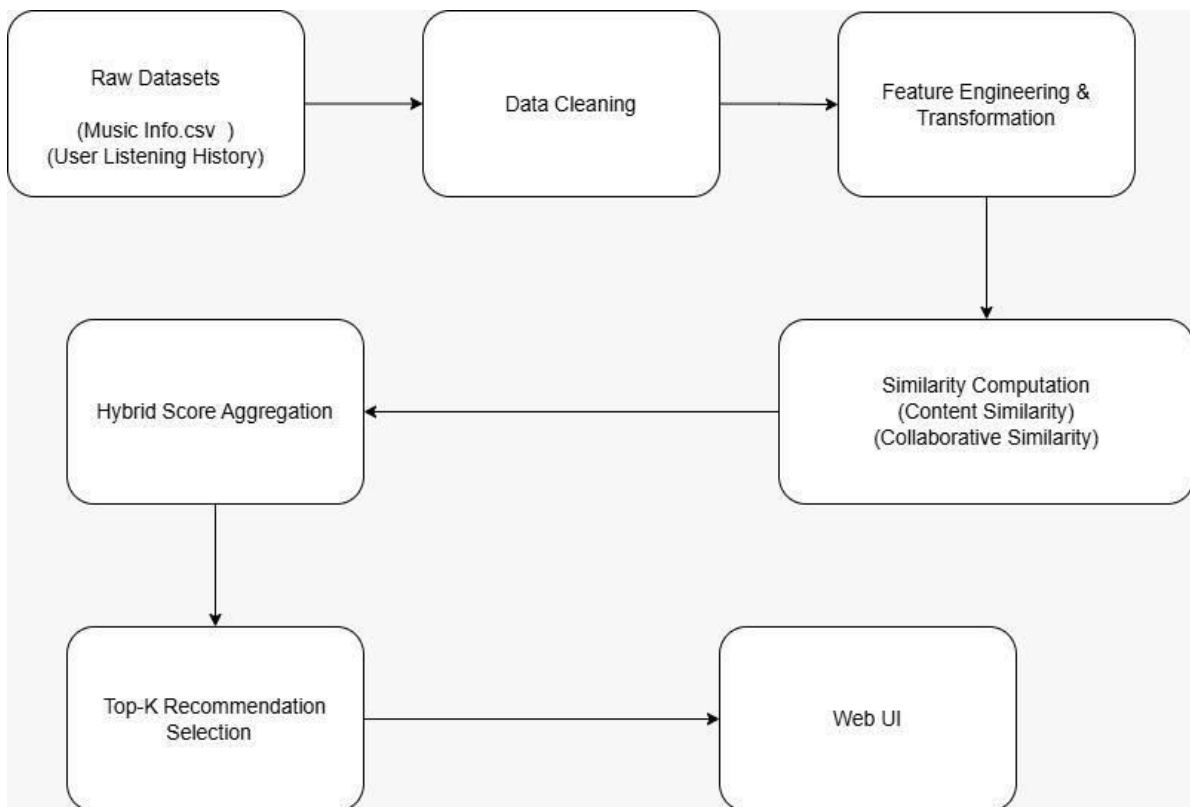 Raw Datasets
(Music Info.csv  )
(User Listening History)
Data Cleaning
Feature Engineering &
Transformation
Similarity Computation
(Content Similarity)
(Collaborative Similarity)
Hybrid Score Aggregation
Top-K Recommendation
Selection
Web UI